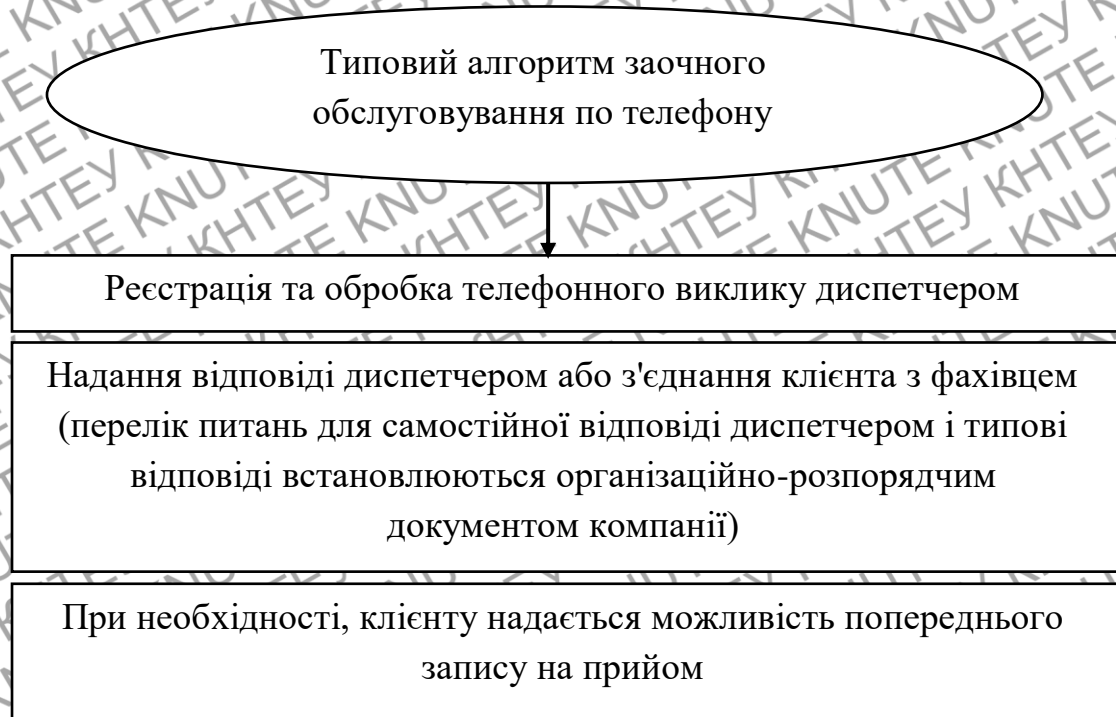 Типовий алгоритм заочного
обслуговування по телефону
Реєстрація та обробка телефонного виклику диспетчером
Надання відповіді диспетчером або з'єднання клієнта з фахівцем
(перелік питань для самостійної відповіді диспетчером і типові
відповіді встановлюються організаційно-розпорядчим
документом компанії)
При необхідності, клієнту надається можливість попереднього
запису на прийом